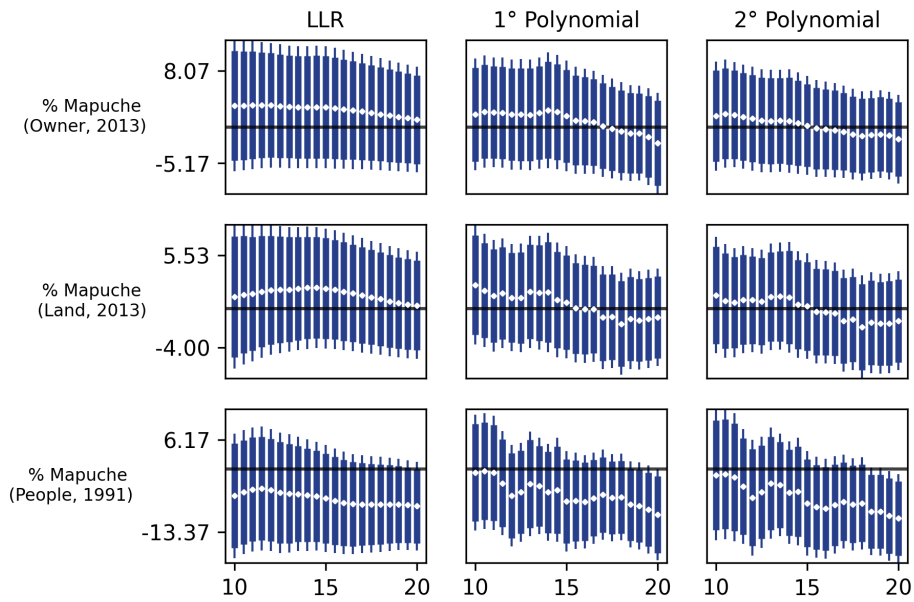 LLR 1° Polynomial 2° Polynomial
8.07
% Mapuche
(Owner, 2013)
-5.17
5.53
% Mapuche
(Land, 2013)
-4.00
6.17
% Mapuche
(People, 1991)
-13.37
10 15 20 10 15 20 10 15 20